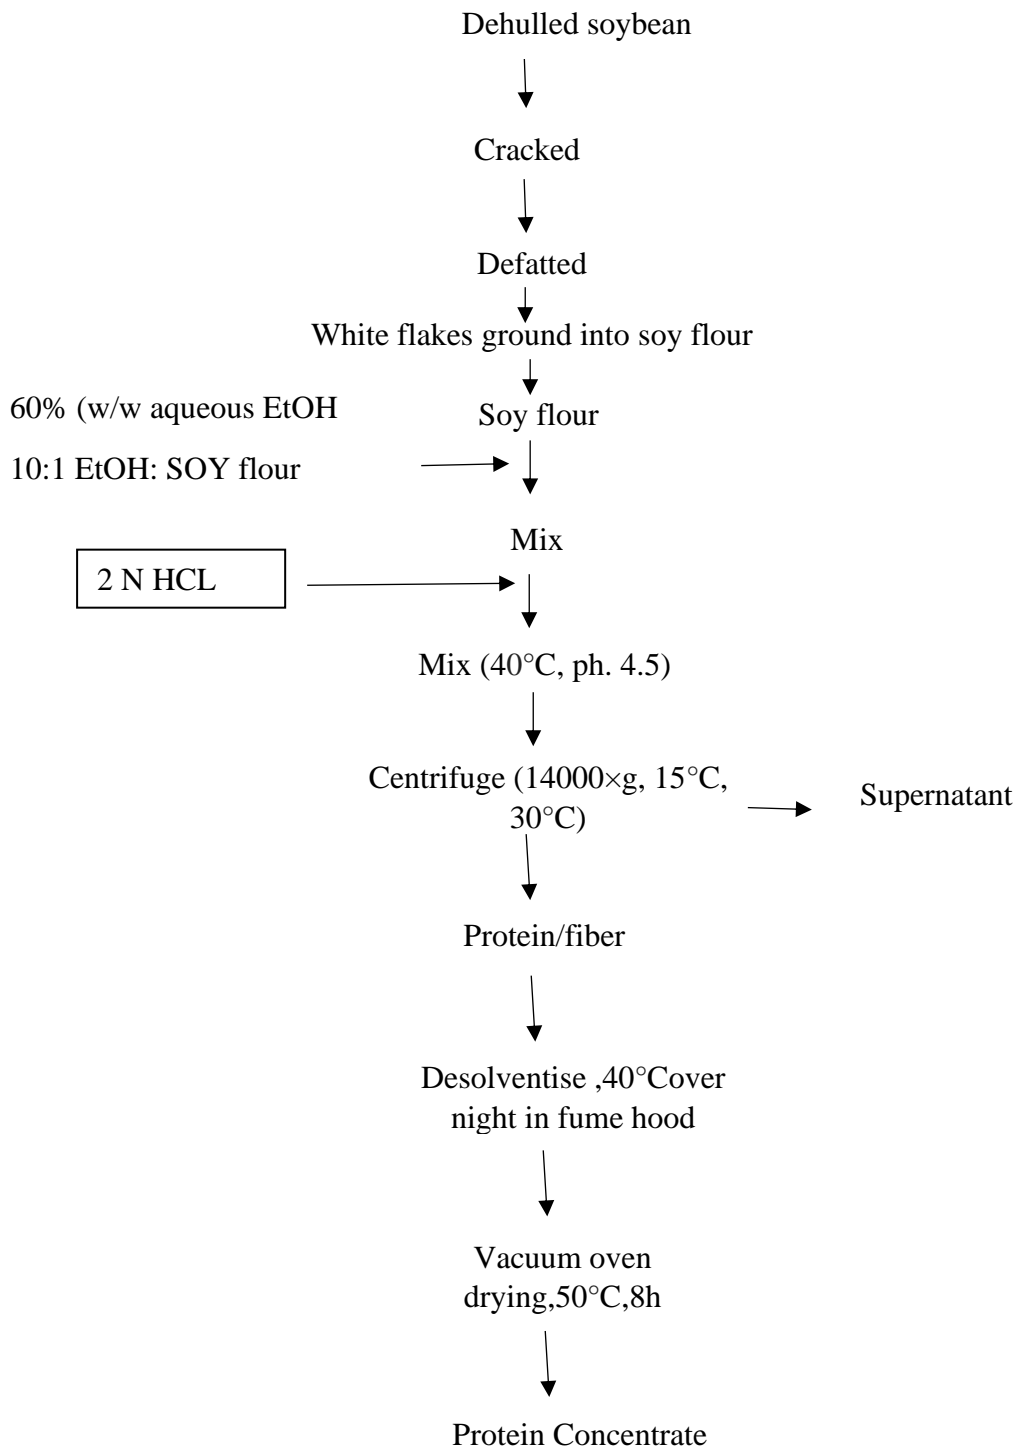 Dehulled soybean
Cracked
Defatted
White flakes ground into soy flour
60% (w/w aqueous EtOH
Soy flour
10:1 EtOH: SOY flour
Mix
2 N HCL
Mix (40°C, ph. 4.5)
Centrifuge (14000×g, 15°C,
30°C)
Supernatant
Protein/fiber
Desolventise ,40°Cover
night in fume hood
Vacuum oven
drying,50°C,8h
Protein Concentrate